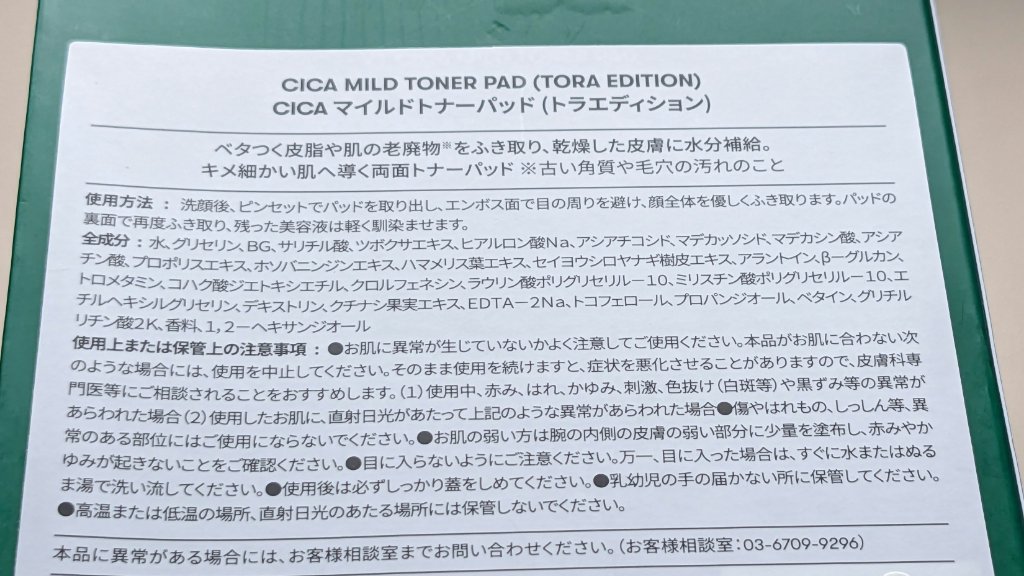 CICA MILD TONER PAD (TORA EDITION)
CICA マイルドトナーパッド (トラエディション)
ベタつく皮脂や肌の老廃物※をふき取り、乾燥した皮膚に水分補給。
キメ細かい肌へ導く両面トナーパッド ※古い角質や毛穴の汚れのこと
使用方法 : 洗顔後、ピンセットでパッドを取り出し、エンボス面で目の周りを避け、顔全体を優しくふき取ります。パッドの
裏面で再度ふき取り、残った美容液は軽く馴染ませます。
全成分 : 水、グリセリン、BG、サリチル酸、ツボクサエキス、ヒアルロン酸Na、アシアチコシド、マデカッソシド、マデカシン酸、アシア
チン酸、プロポリスエキス、ホソバニンジンエキス、ハマメリス葉エキス、セイヨウシロヤナギ樹皮エキス、アラントイン、β-グルカン、
トロメタミン、コハク酸ジエトキシエチル、クロルフェネシン、ラウリン酸ポリグリセリル-10、ミリスチン酸ポリグリセリル-10、エ
チルヘキシルグリセリン、デキストリン、クチナシ果実エキス、EDTA-2Na、トコフェロール、プロパンジオール、ベタイン、グリチル
リチン酸2K、香料、1,2-ヘキサンジオール
使用上または保管上の注意事項 : ●お肌に異常が生じていないかよく注意してご使用ください。本品がお肌に合わない次
のような場合には、使用を中止してください。そのまま使用を続けますと、症状を悪化させることがありますので、皮膚科専
門医等にご相談されることをおすすめします。(1)使用中、赤み、はれ、かゆみ、刺激、色抜け(白斑等)や黒ずみ等の異常が
あらわれた場合(2)使用したお肌に、直射日光があたって上記のような異常があらわれた場合●傷やはれもの、しっしん等、異
常のある部位にはご使用にならないでください。●お肌の弱い方は腕の内側の皮膚の弱い部分に少量を塗布し、赤みやか
ゆみが起きないことをご確認ください。●目に入らないようにご注意ください。万一、目に入った場合は、すぐに水またはぬる
ま湯で洗い流してください。●使用後は必ずしっかり蓋をしめてください。●乳幼児の手の届かない所に保管してください。
●高温または低温の場所、直射日光のあたる場所には保管しないでください。
本品に異常がある場合には、お客様相談室までお問い合わせください。(お客様相談室:03-6709-9296)